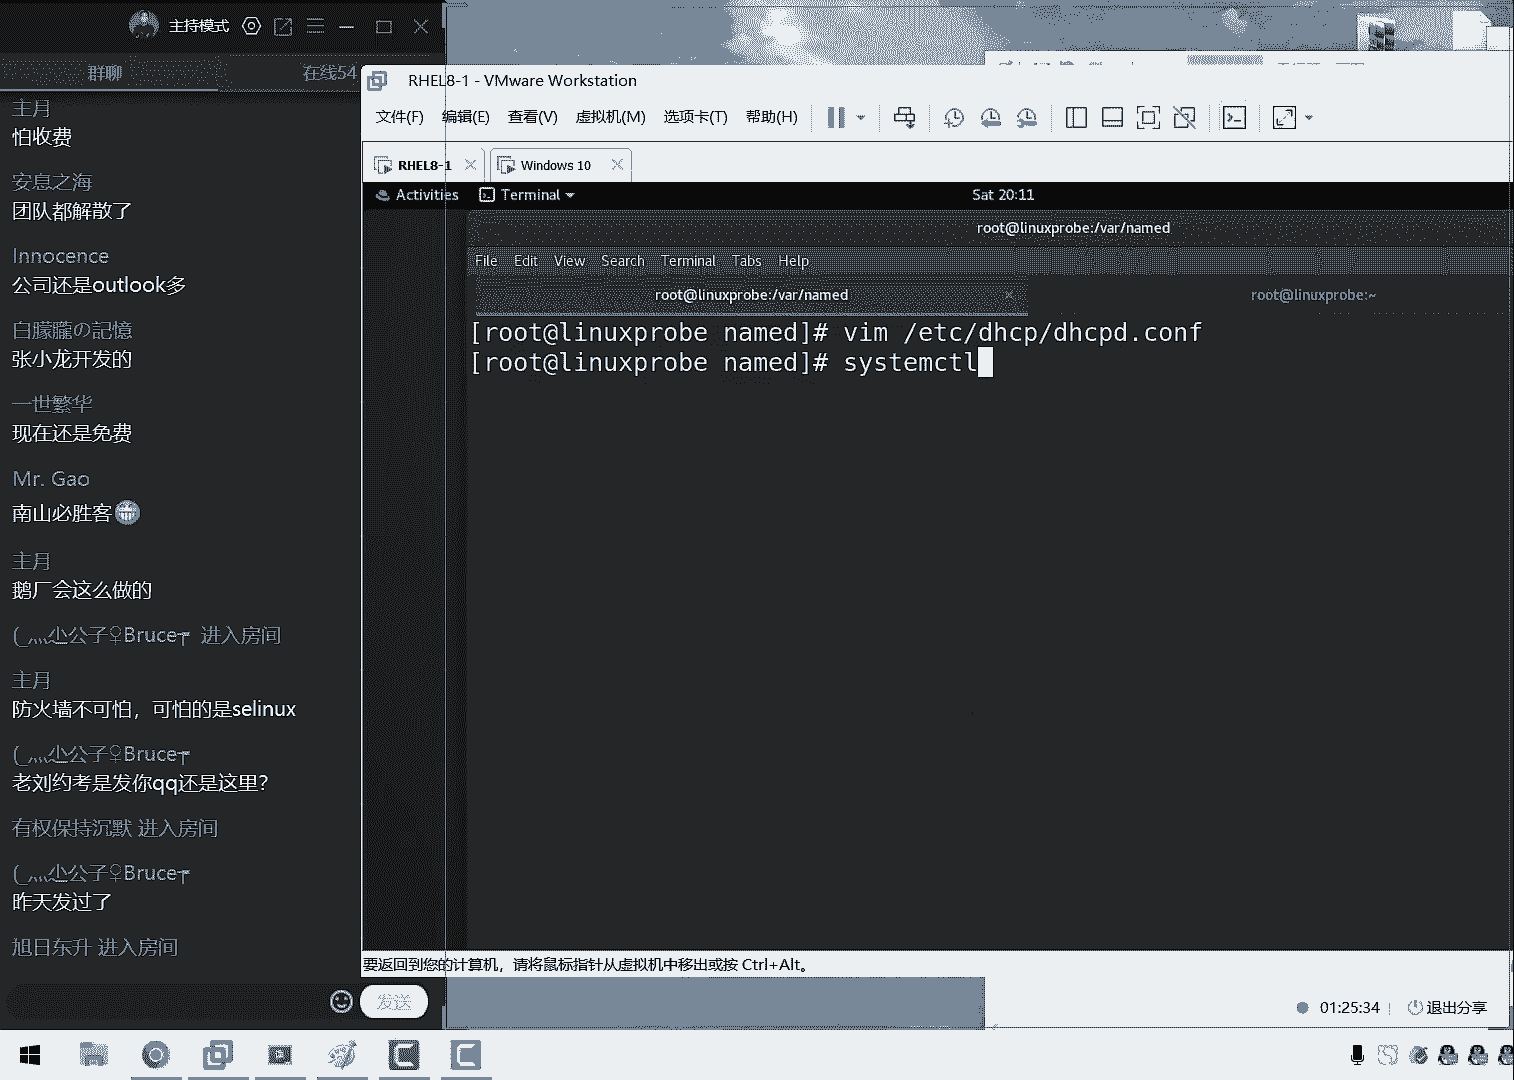 主持模式
群聊
在线54
主月
怕收费
安息之海
团队都解散了
Innocence
公司还是outlook多
白朦朧の記憶
张小龙开发的
一世繁华
现在还是免费
Mr. Gao
南山必胜客
主月
鹅厂会这么做的
公子♀Bruce 进入房间
主月
防火墙不可怕，可怕的是selinux
公子♀Bruce
老刘约考是发你qq还是这里?
有权保持沉默 进入房间
公子♀Bruce
昨天发过了
旭日东升 进入房间
发送
RHEL8-1 - VMware Workstation
文件(F) 编辑(E) 查看(V) 虚拟机(M) 选项卡(T) 帮助(H)
RHEL8-1
Windows 10
Activities
Terminal
Sat 20:11
root@linuxprobe:/var/named
File Edit View Search Terminal Tabs Help
root@linuxprobe:/var/named
root@linuxprobe:~
[root@linuxprobe named]# vim /etc/dhcp/dhcpd.conf
[root@linuxprobe named]# systemctl
要返回到您的计算机，请将鼠标指针从虚拟机中移出或按 Ctrl+Alt。
01:25:34
退出分享